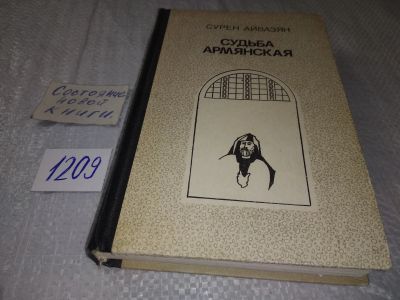 СУРЕН АЙВАЗЯН
СУДЬБА
АРМЯНСКАЯ
Состояние
новой
книги.
1209